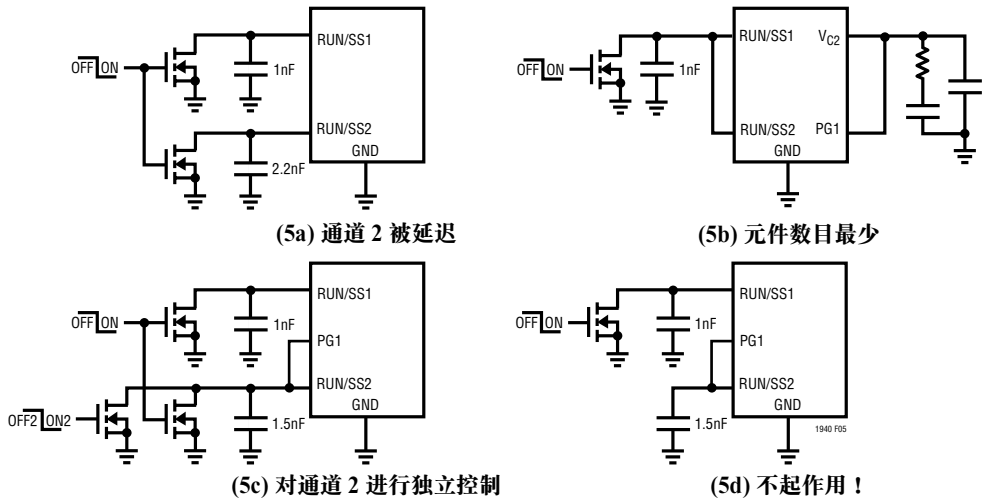 OFF ON
RUN/SS1
1nF
RUN/SS2
2.2nF
GND
(5a) 通道 2 被延迟
OFF ON
1nF
RUN/SS1
VC2
RUN/SS2
PG1
GND
(5b) 元件数目最少
OFF ON
RUN/SS1
1nF
PG1
RUN/SS2
OFF2 ON2
1.5nF
GND
(5c) 对通道 2 进行独立控制
OFF ON
RUN/SS1
1nF
PG1
RUN/SS2
1.5nF
GND
1940 F05
(5d) 不起作用！